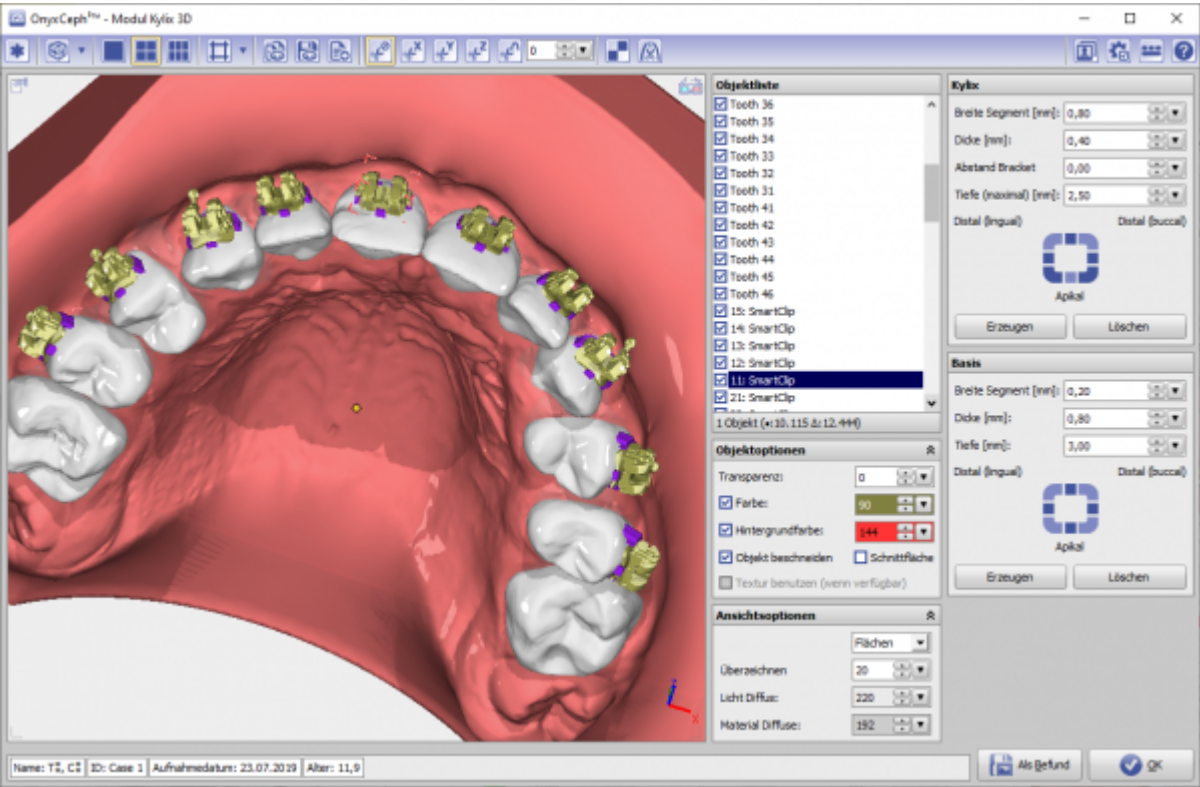 OnyxCeph³™ - Modul Kylix 3D
0
Objektliste
Tooth 36
Tooth 35
Tooth 34
Tooth 33
Tooth 32
Tooth 31
Tooth 41
Tooth 42
Tooth 43
Tooth 44
Tooth 45
Tooth 46
15: SmartClip
14: SmartClip
13: SmartClip
12: SmartClip
11: SmartClip
21: SmartClip
1 Objekt (•:10.115 Δ:12.444)
Objektoptionen
Transparenz: 0
Farbe: 90
Hintergrundfarbe: 144
Objekt beschneiden Schnittfläche
Textur benutzen (wenn verfügbar)
Ansichtsoptionen
Flächen
Überzeichnen 20
Licht Diffus: 220
Material Diffuse: 192
Kylix
Breite Segment [mm]: 0,80
Dicke [mm]: 0,40
Abstand Bracket 0,00
Tiefe (maximal) [mm]: 2,50
Distal (lingual) Distal (buccal)
Apikal
Erzeugen Löschen
Basis
Breite Segment [mm]: 0,20
Dicke [mm]: 0,80
Tiefe [mm]: 3,00
Distal (lingual) Distal (buccal)
Apikal
Erzeugen Löschen
z
x
Name: T*, C* ID: Case 1 Aufnahmedatum: 23.07.2019 Alter: 11,9
Als Befund OK